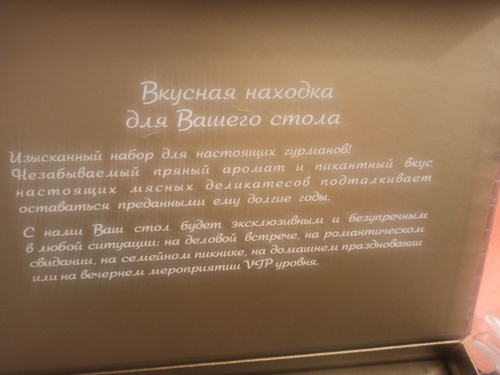 Вкусная находка
для Вашего стола
Изысканный набор для настоящих гурманов!
Незабываемый пряный аромат и пикантный вкус
настоящих мясных деликатесов подталкивает
оставаться преданными ему долгие годы.
С нами Ваш стол будет эксклюзивным и безупречным
в любой ситуации: на деловой встрече, на романтическом
свидании, на семейном пикнике, на домашнем праздновании
или на вечернем мероприятии VIP уровня.